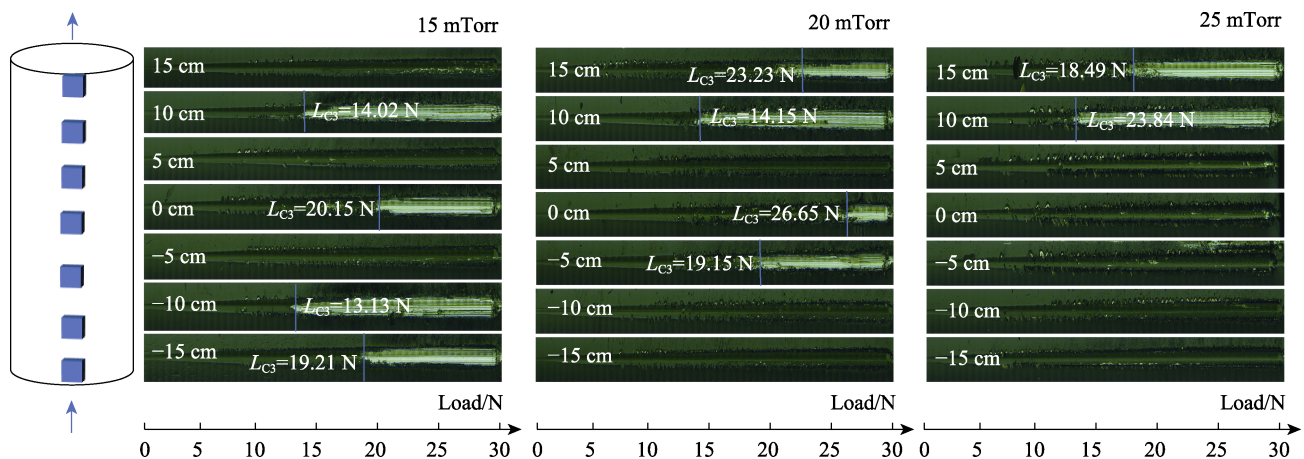 15 mTorr
15 cm
10 cm LC3=14.02 N
5 cm
0 cm LC3=20.15 N
−5 cm
−10 cm LC3=13.13 N
−15 cm LC3=19.21 N
Load/N
0 5 10 15 20 25 30
20 mTorr
15 cm LC3=23.23 N
10 cm LC3=14.15 N
5 cm
0 cm LC3=26.65 N
−5 cm LC3=19.15 N
−10 cm
−15 cm
Load/N
0 5 10 15 20 25 30
25 mTorr
15 cm LC3=18.49 N
10 cm LC3=23.84 N
5 cm
0 cm
−5 cm
−10 cm
−15 cm
Load/N
0 5 10 15 20 25 30